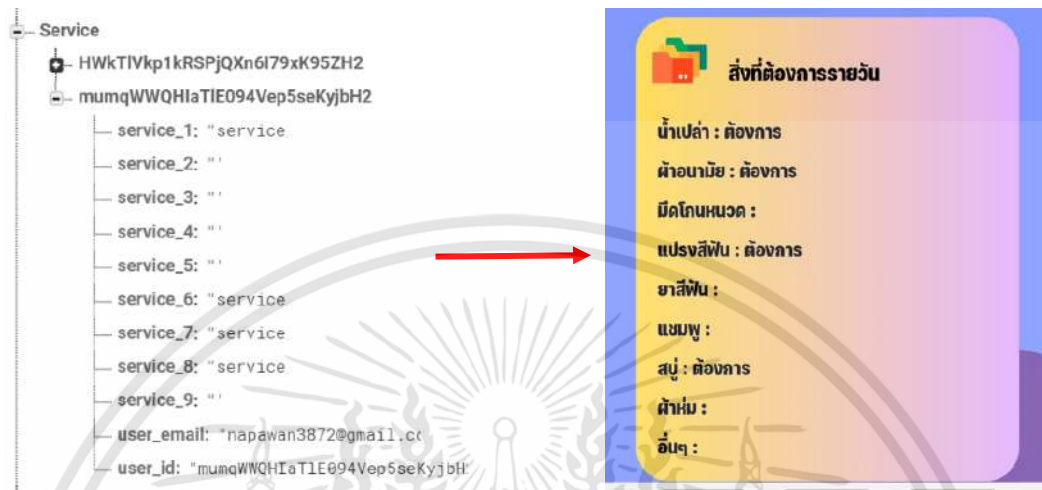 Service
HWkTlVkp1kRSPjQXn6I79xK95ZH2
mumqWWQHIaTlE094Vep5seKyjbH2
service_1: "service
service_2: "'
service_3: "'
service_4: "'
service_5: "'
service_6: "service
service_7: "service
service_8: "service
service_9: "'
user_email: "napawan3872@gmail.cc
user_id: "mumqWWQHIaTlE094Vep5seKyjbH
สิ่งที่ต้องการรายวัน
น้ำเปล่า : ต้องการ
ผ้าอนามัย : ต้องการ
มีดโกนหนวด :
แปรงสีฟัน : ต้องการ
ยาสีฟัน :
แชมพู :
สบู่ : ต้องการ
ผ้าห่ม :
อื่นๆ :